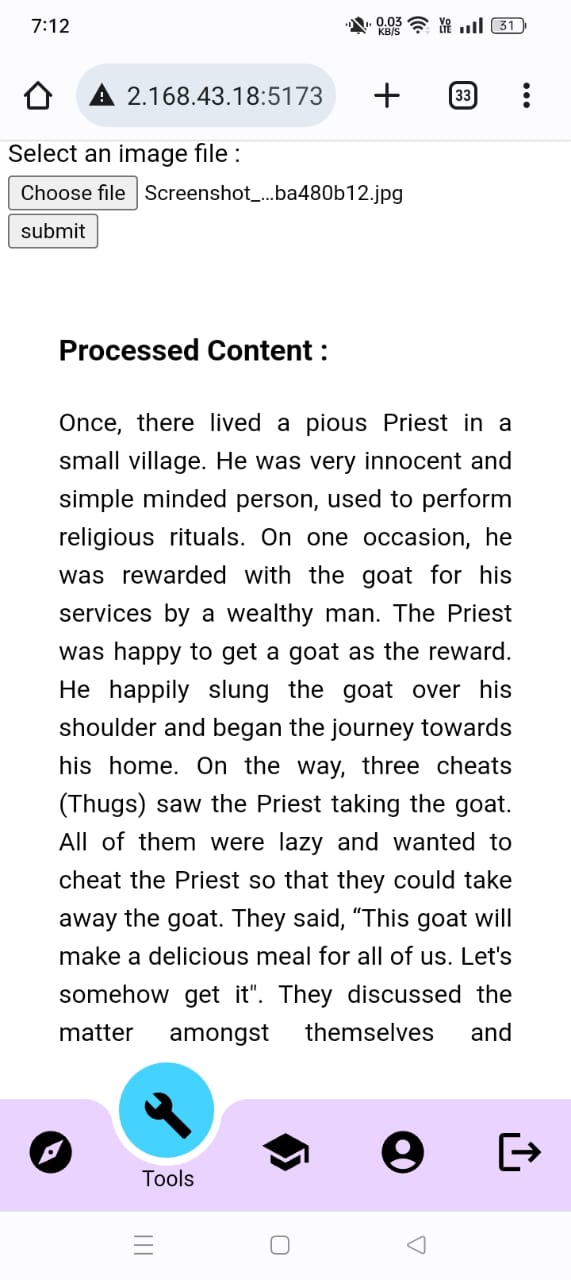 7:12
0.03 KB/S
Vo LTE
31
2.168.43.18:5173
33
Select an image file :
Choose file Screenshot_...ba480b12.jpg
submit
Processed Content :
Once, there lived a pious Priest in a
small village. He was very innocent and
simple minded person, used to perform
religious rituals. On one occasion, he
was rewarded with the goat for his
services by a wealthy man. The Priest
was happy to get a goat as the reward.
He happily slung the goat over his
shoulder and began the journey towards
his home. On the way, three cheats
(Thugs) saw the Priest taking the goat.
All of them were lazy and wanted to
cheat the Priest so that they could take
away the goat. They said, “This goat will
make a delicious meal for all of us. Let's
somehow get it". They discussed the
matter amongst themselves and
Tools